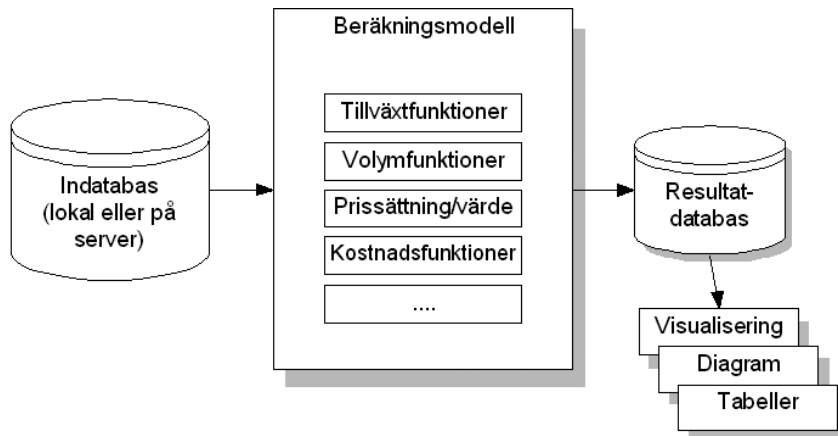 Beräkningsmodell
Indatabas
(lokal eller på
server)
Tillväxtfunktioner
Volymfunktioner
Prissättning/värde
Kostnadsfunktioner
....
Resultat-
databas
Visualisering
Diagram
Tabeller